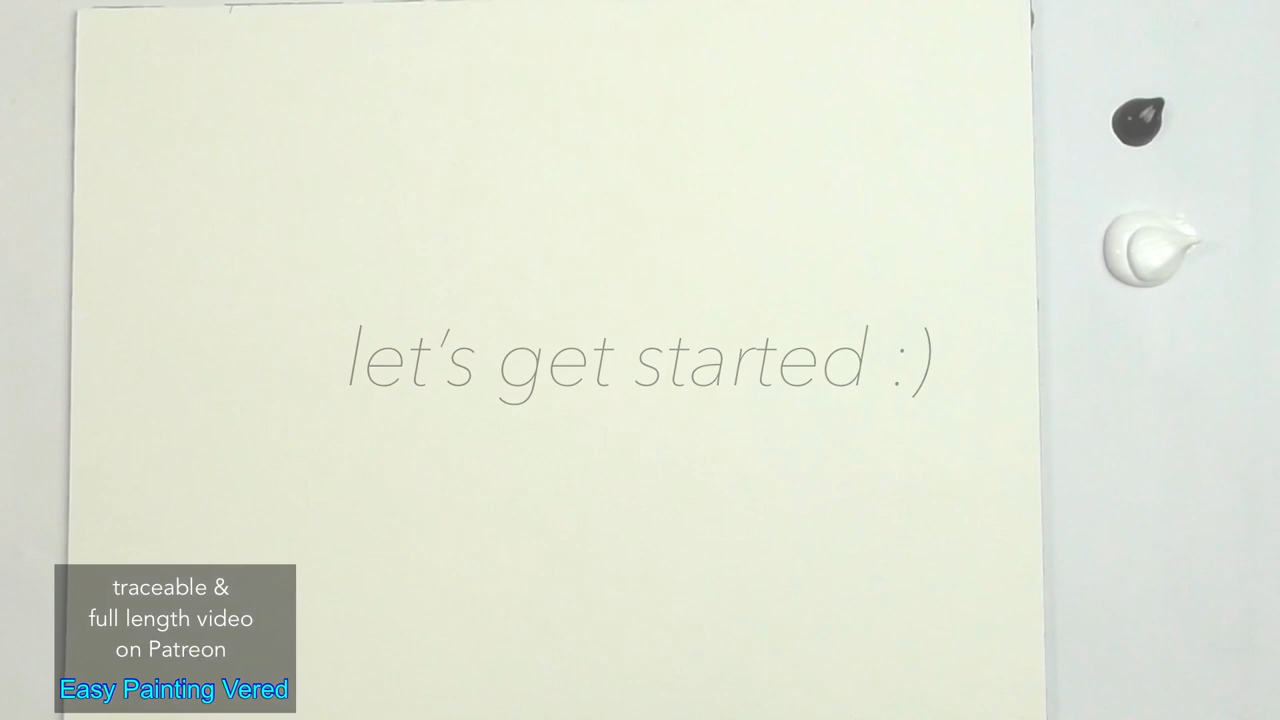 let's get started :)
traceable &
full length video
on Patreon
Easy Painting Vered